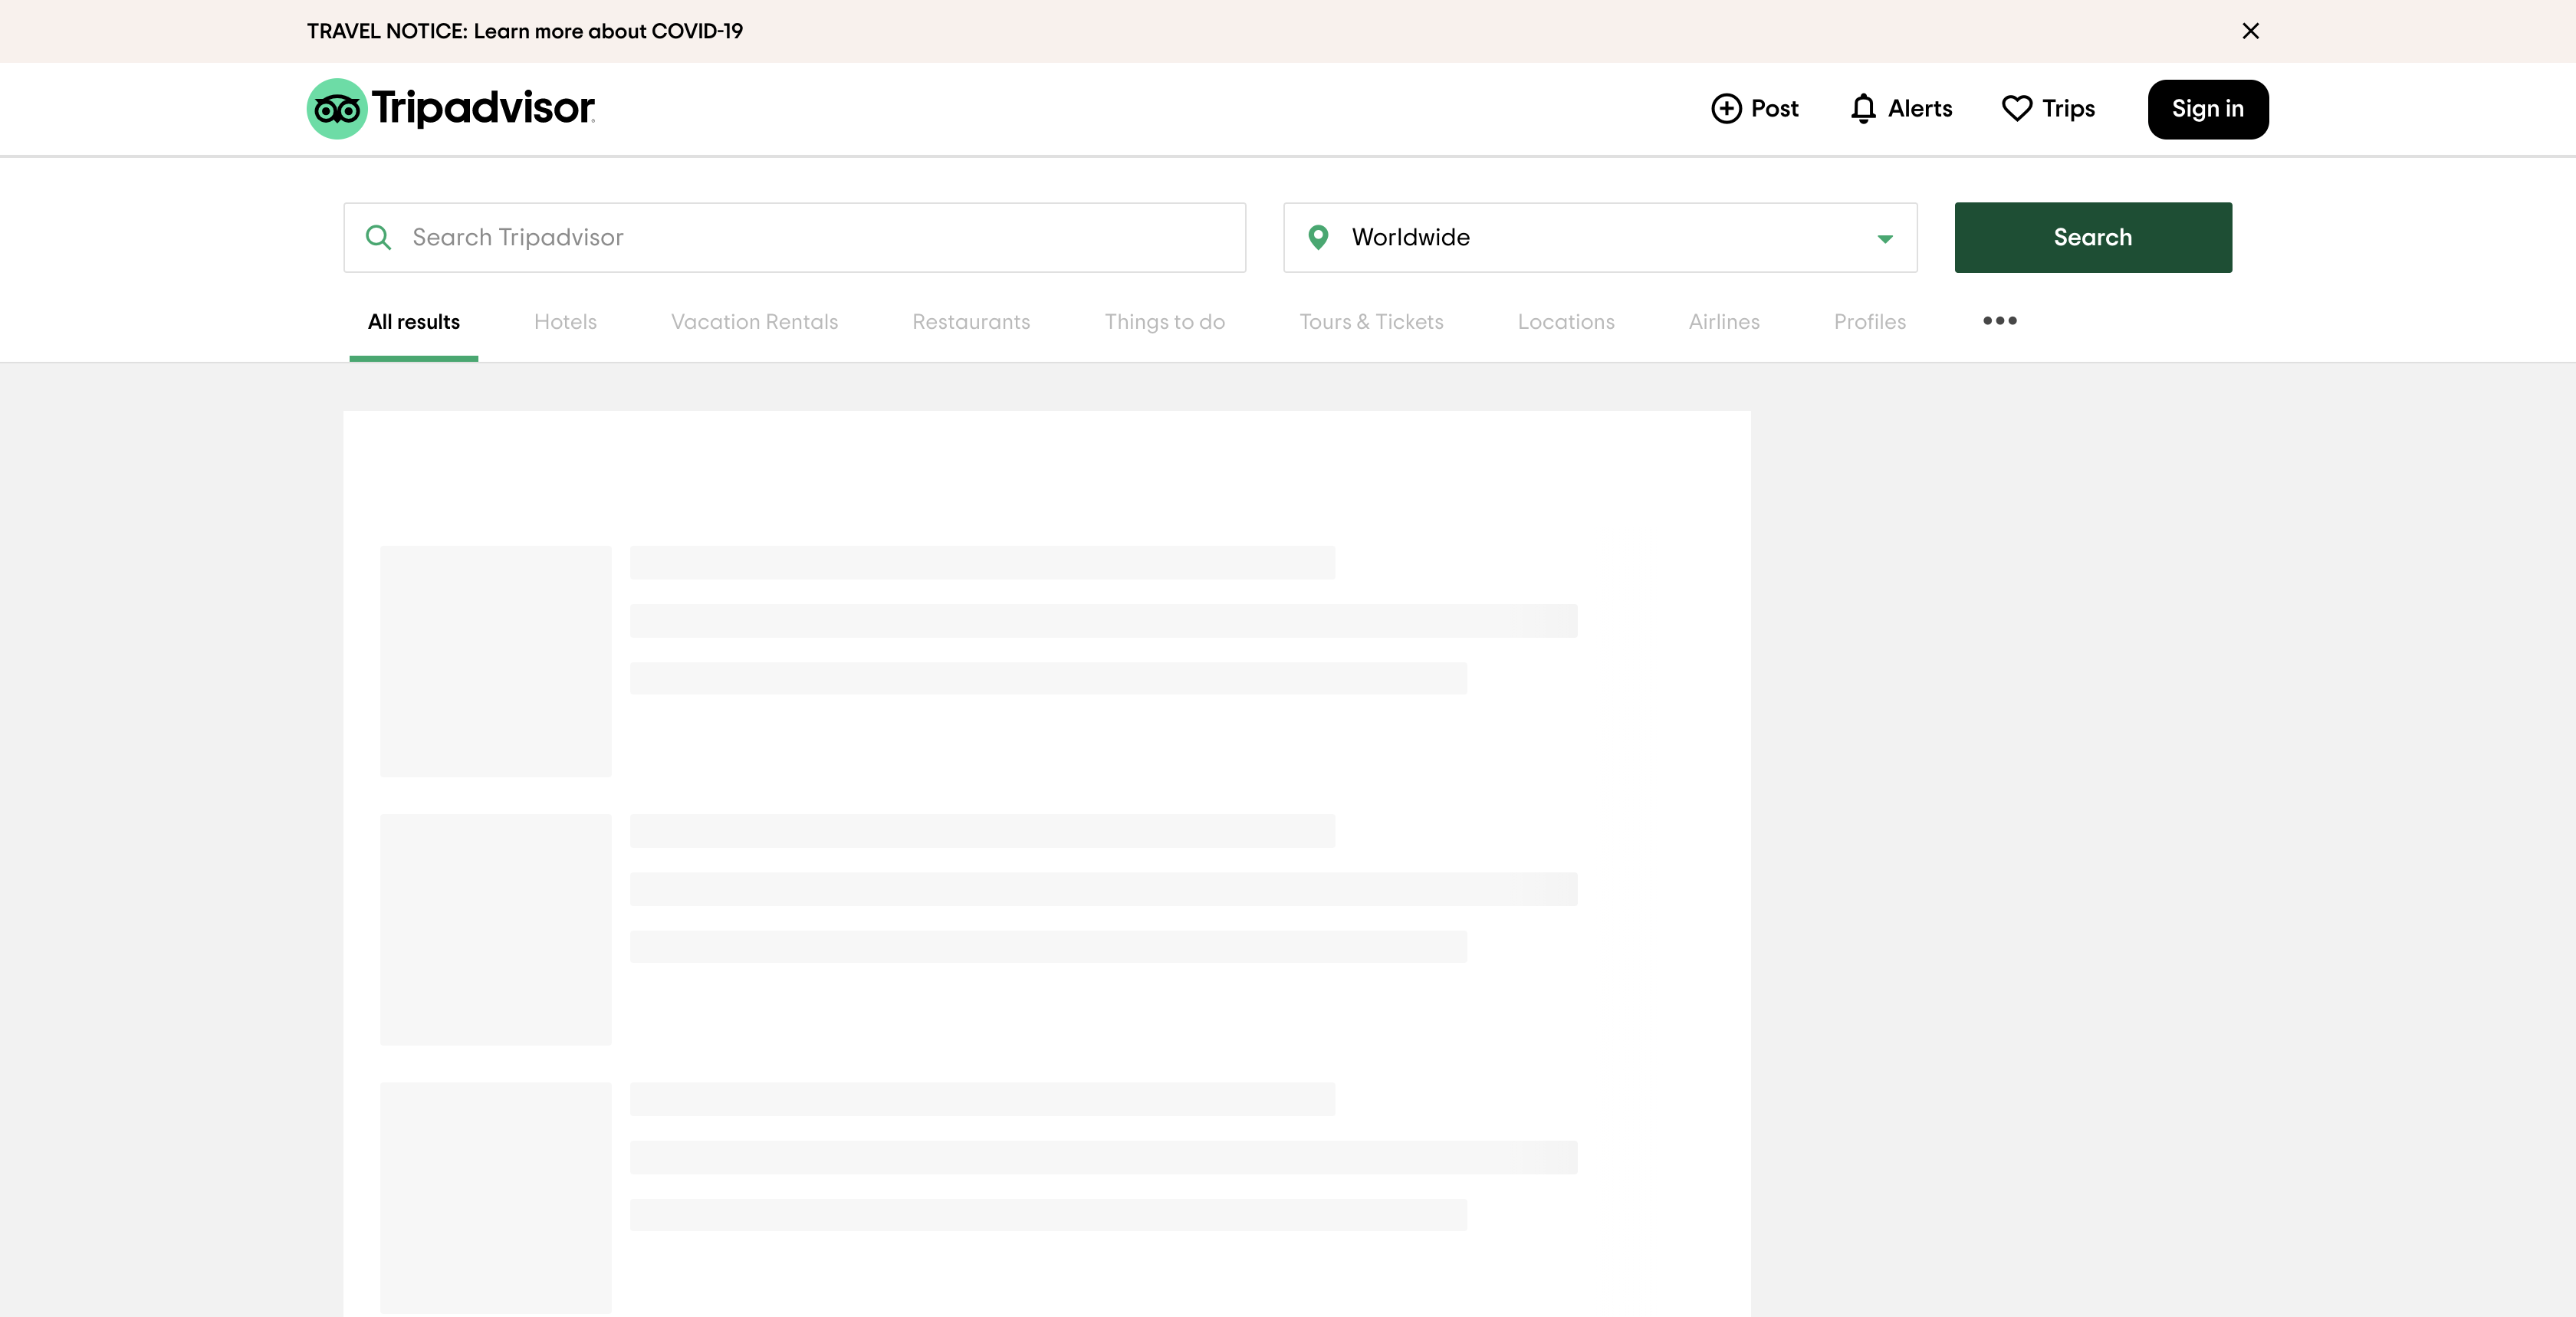 TRAVEL NOTICE: Learn more about COVID-19
Tripadvisor
Post
Alerts
Trips
Sign in
Search Tripadvisor
Worldwide
Search
All results
Hotels
Vacation Rentals
Restaurants
Things to do
Tours & Tickets
Locations
Airlines
Profiles